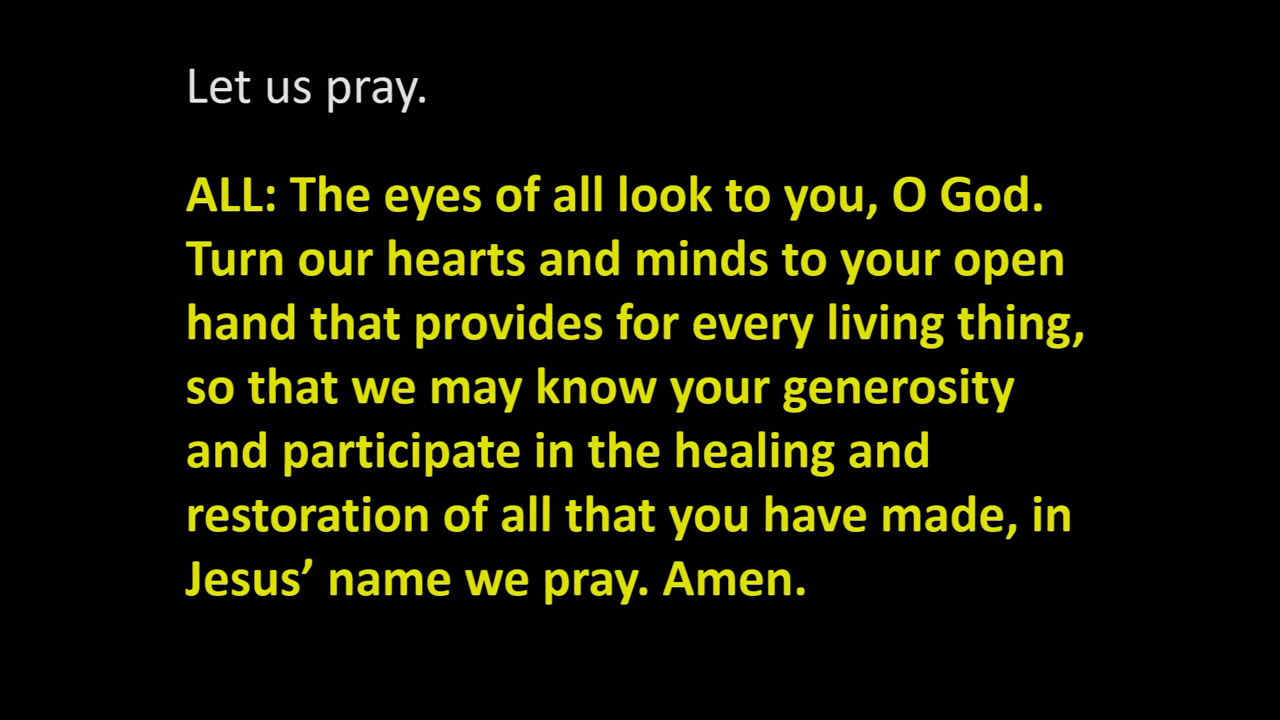 Let us pray.
ALL: The eyes of all look to you, O God.
Turn our hearts and minds to your open
hand that provides for every living thing,
so that we may know your generosity
and participate in the healing and
restoration of all that you have made, in
Jesus’ name we pray. Amen.